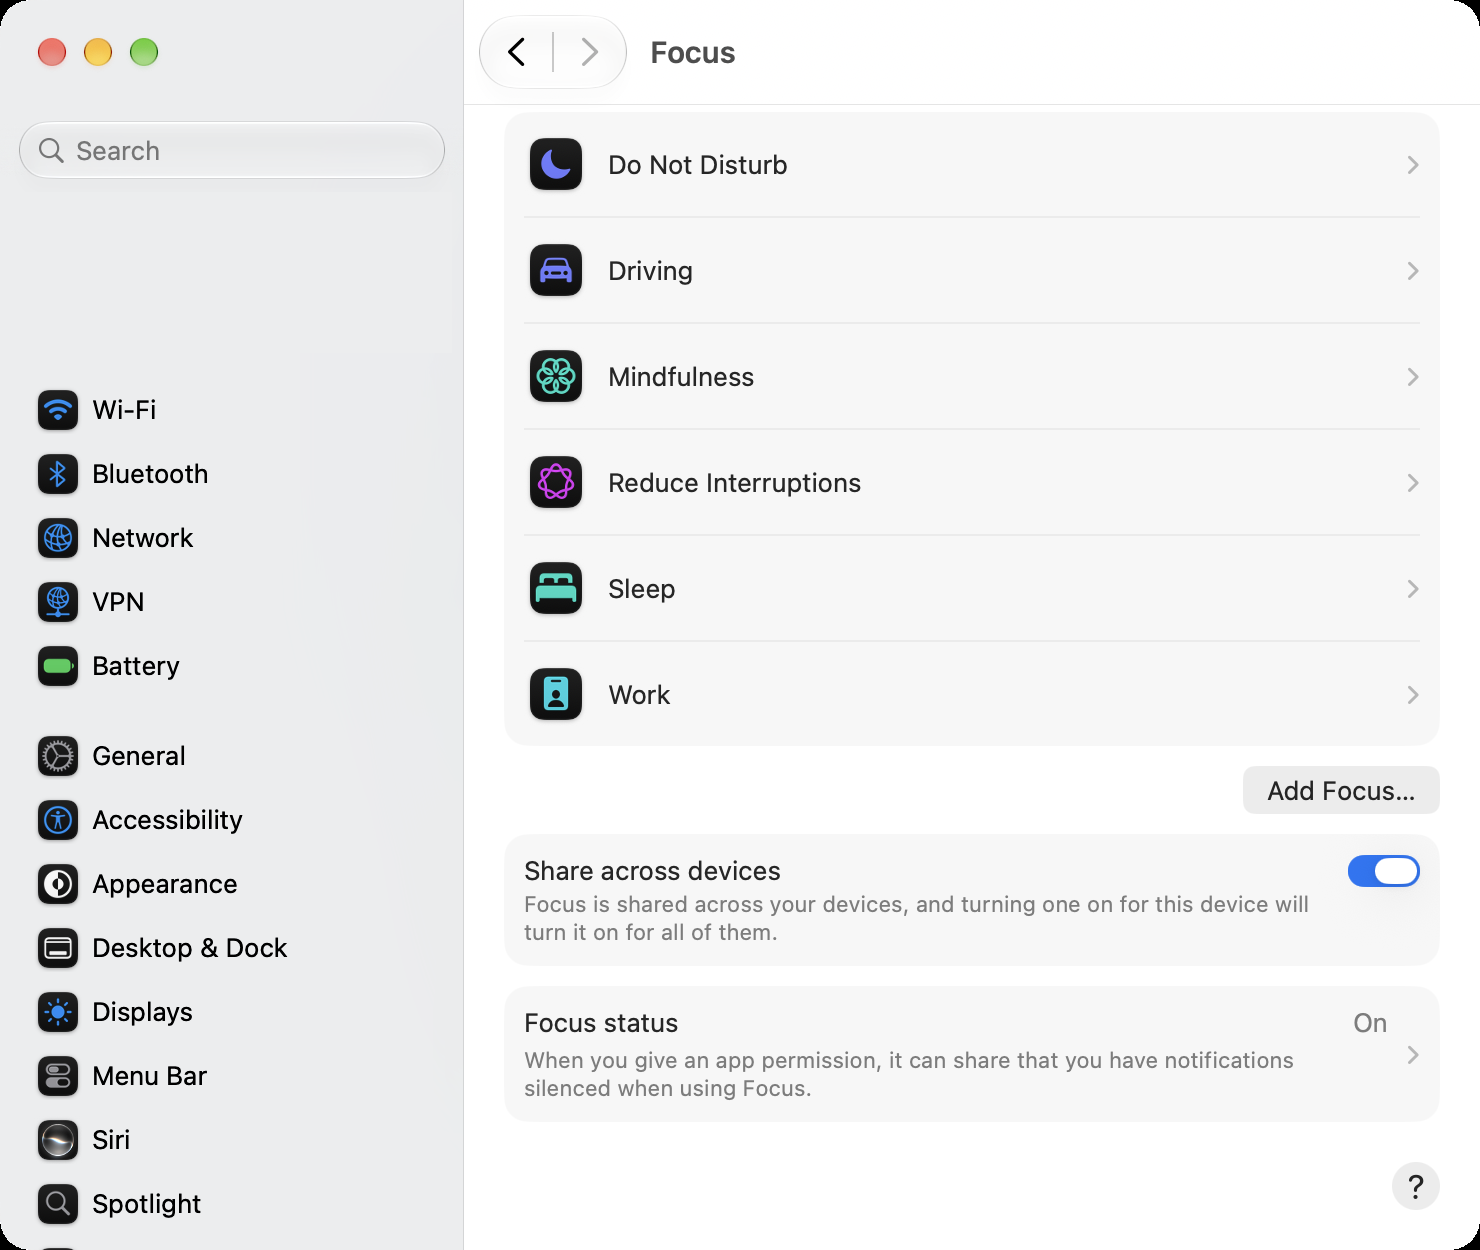 Focus
Search
Wi-Fi
Bluetooth
Network
VPN
Battery
General
Accessibility
Appearance
Desktop & Dock
Displays
Menu Bar
Siri
Spotlight
Do Not Disturb
Driving
Mindfulness
Reduce Interruptions
Sleep
Work
Add Focus...
Share across devices
Focus is shared across your devices, and turning one on for this device will
turn it on for all of them.
Focus status
On
When you give an app permission, it can share that you have notifications
silenced when using Focus.
?